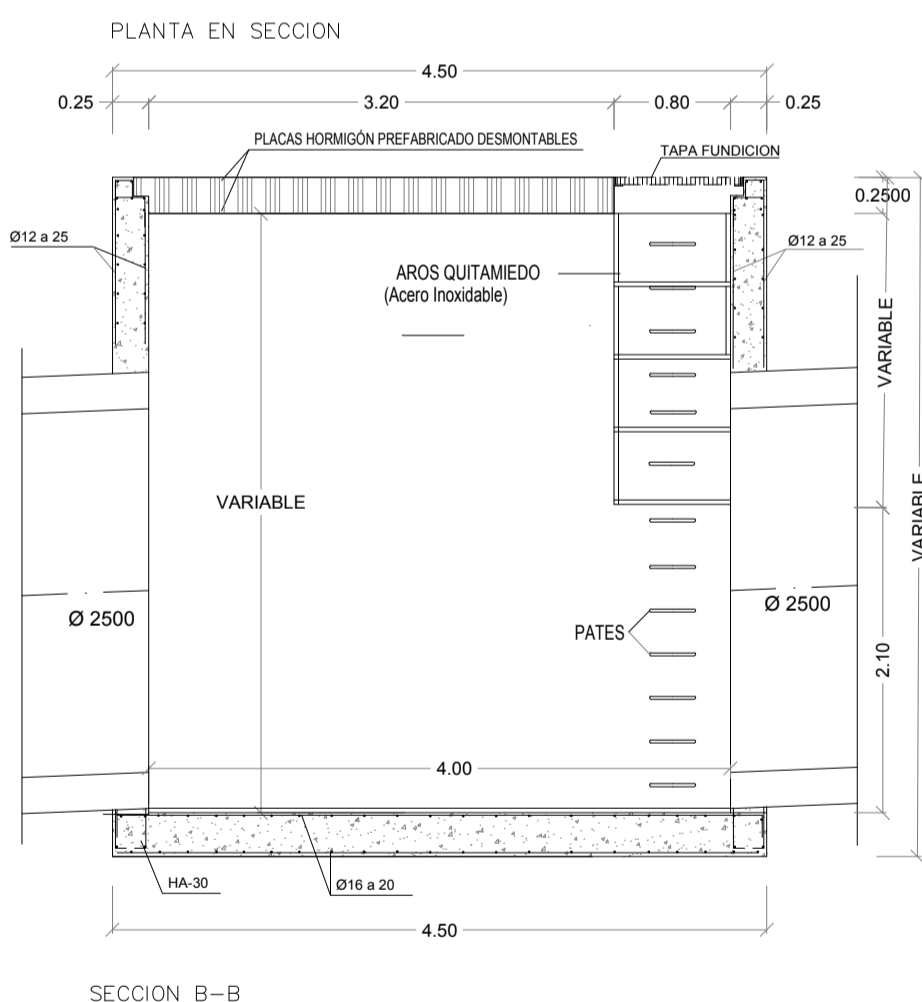 PLANTA EN SECCION
4.50
0.25
3.20
0.80
0.25
PLACAS HORMIGÓN PREFABRICADO DESMONTABLES
TAPA FUNDICION
0.2500
Ø12 a 25
Ø12 a 25
AROS QUITAMIEDO
(Acero Inoxidable)
VARIABLE
VARIABLE
VARIABLE
Ø 2500
Ø 2500
PATES
2.10
4.00
HA-30
Ø16 a 20
4.50
SECCION B-B